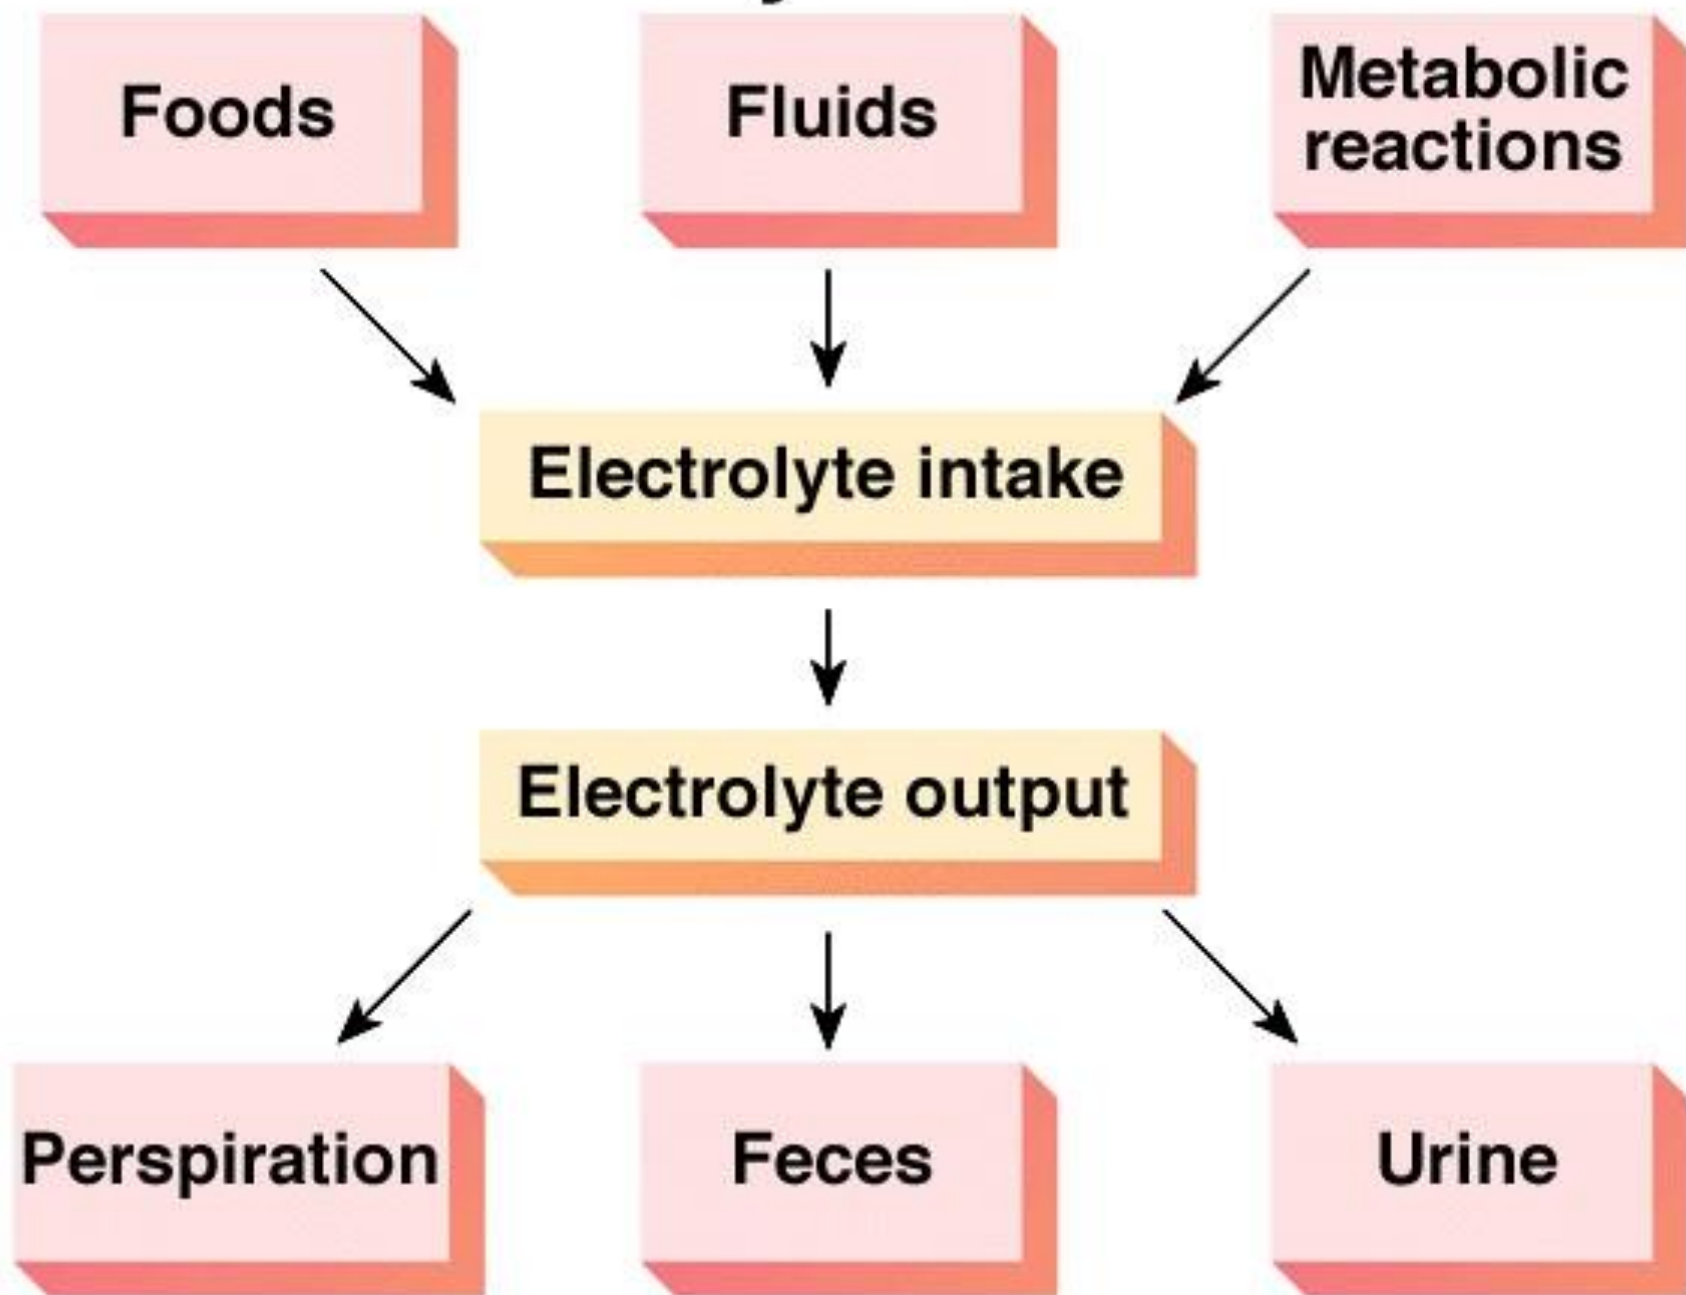 Foods
Fluids
Metabolic
reactions
Electrolyte intake
Electrolyte output
Perspiration
Feces
Urine